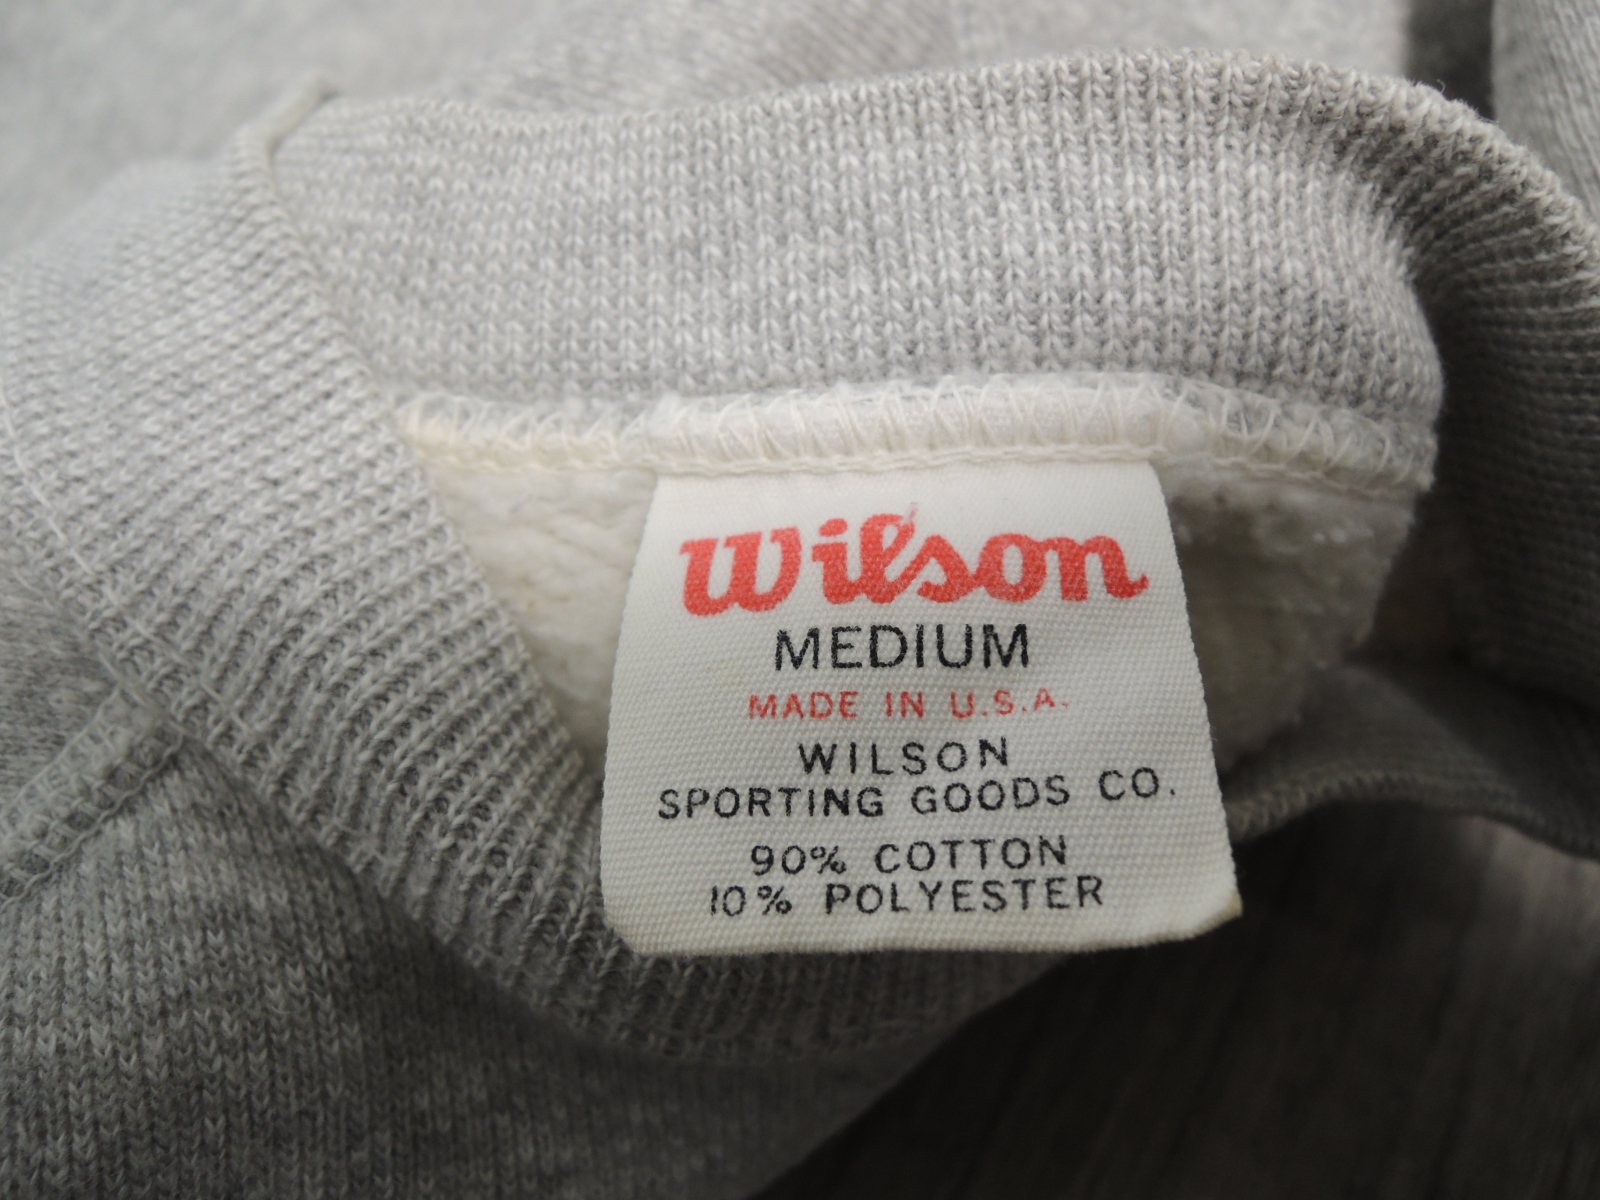 Wilson
MEDIUM
MADE IN U.S.A.
WILSON
SPORTING GOODS CO.
90% COTTON
10% POLYESTER